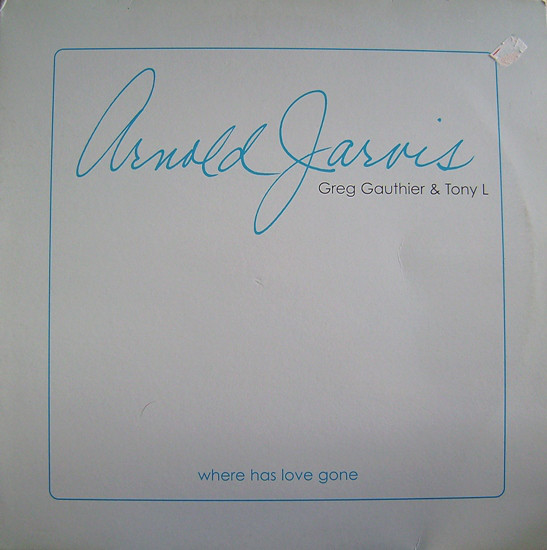 Arnold Jarvis
Greg Gauthier & Tony L
where has love gone